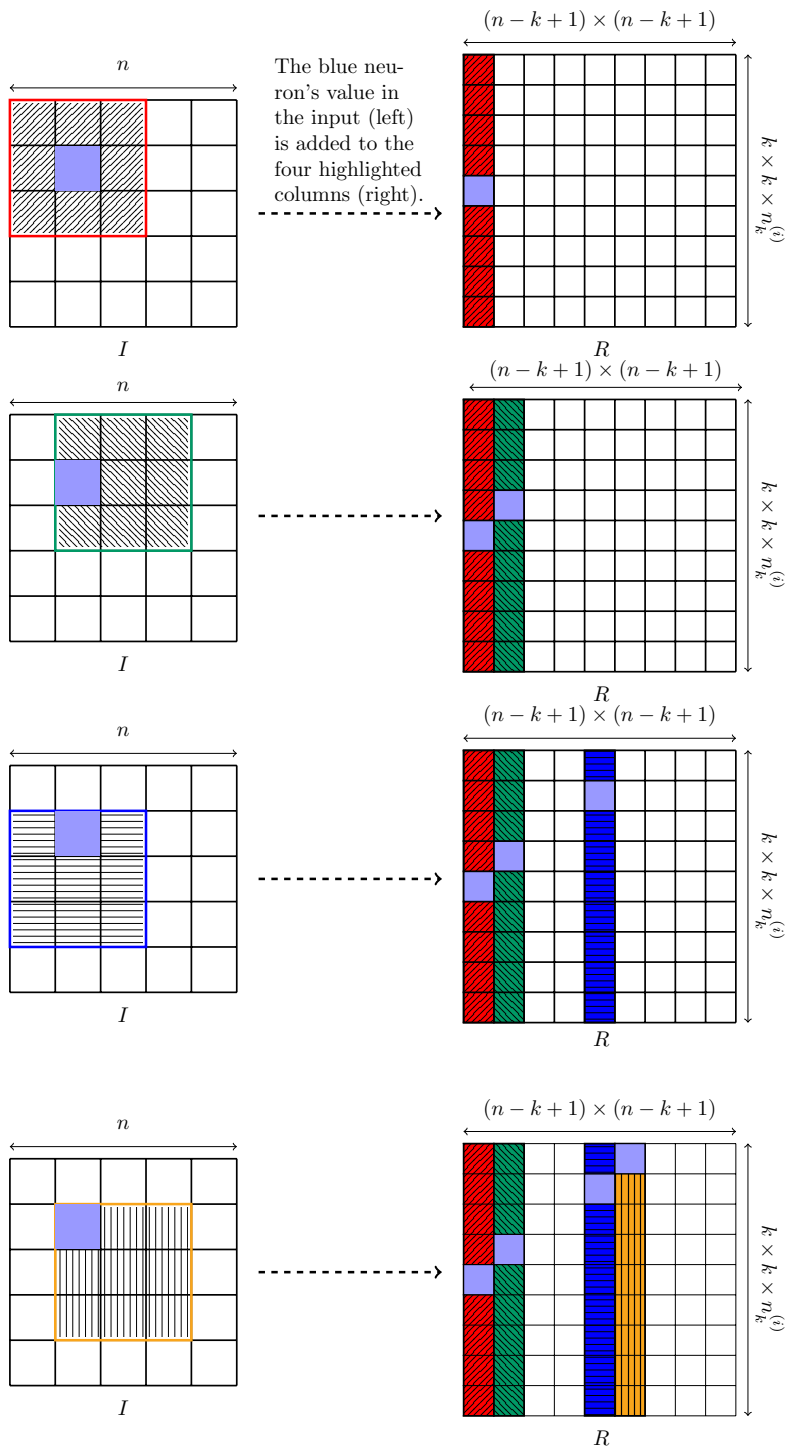 (n − k + 1) × (n − k + 1)
n
The blue neu-
ron's value in
the input (left)
is added to the
four highlighted
columns (right).
k × k × n_k^{(i)}
I
R
(n − k + 1) × (n − k + 1)
n
k × k × n_k^{(i)}
I
R
(n − k + 1) × (n − k + 1)
n
k × k × n_k^{(i)}
I
R
(n − k + 1) × (n − k + 1)
n
k × k × n_k^{(i)}
I
R